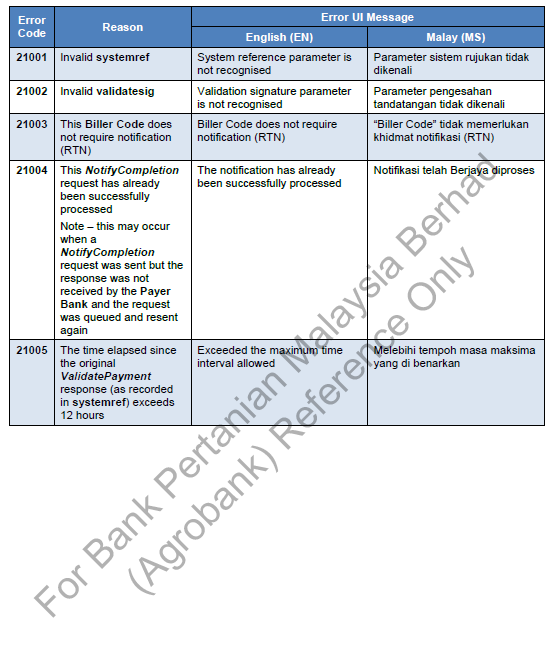 Error Code
Reason
Error UI Message
English (EN)
Malay (MS)
21001
Invalid systemref
System reference parameter is
not recognised
Parameter sistem rujukan tidak
dikenali
21002
Invalid validatesig
Validation signature parameter
is not recognised
Parameter pengesahan
tandatangan tidak dikenali
21003
This Biller Code does
not require notification
(RTN)
Biller Code does not require
notification (RTN)
“Biller Code” tidak memerlukan
khidmat notifikasi (RTN)
21004
This NotifyCompletion
request has already
been successfully
processed
Note – this may occur
when a
NotifyCompletion
request was sent but the
response was not
received by the Payer
Bank and the request
was queued and resent
again
The notification has already
been successfully processed
Notifikasi telah Berjaya diproses
21005
The time elapsed since
the original
ValidatePayment
response (as recorded
in systemref) exceeds
12 hours
Exceeded the maximum time
interval allowed
Melebihi tempoh masa maksima
yang di benarkan
For Bank Pertanian Malaysia Berhad
(Agrobank) Reference Only